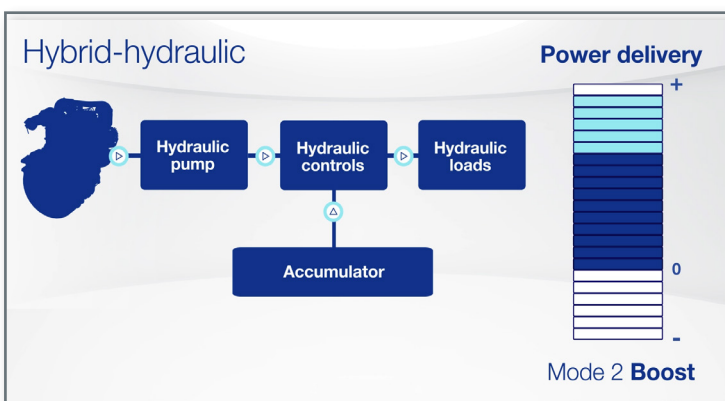 Hybrid-hydraulic
Power delivery
+
Hydraulic
pump
Hydraulic
controls
Hydraulic
loads
Accumulator
0
-
Mode 2 Boost